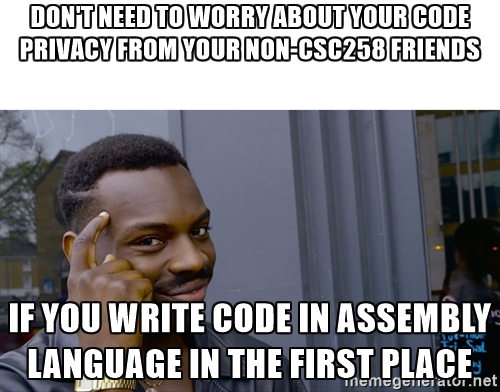 DON'T NEED TO WORRY ABOUT YOUR CODE
PRIVACY FROM YOUR NON-CSC258 FRIENDS
IF YOU WRITE CODE IN ASSEMBLY
LANGUAGE IN THE FIRST PLACE
memegenerator.net